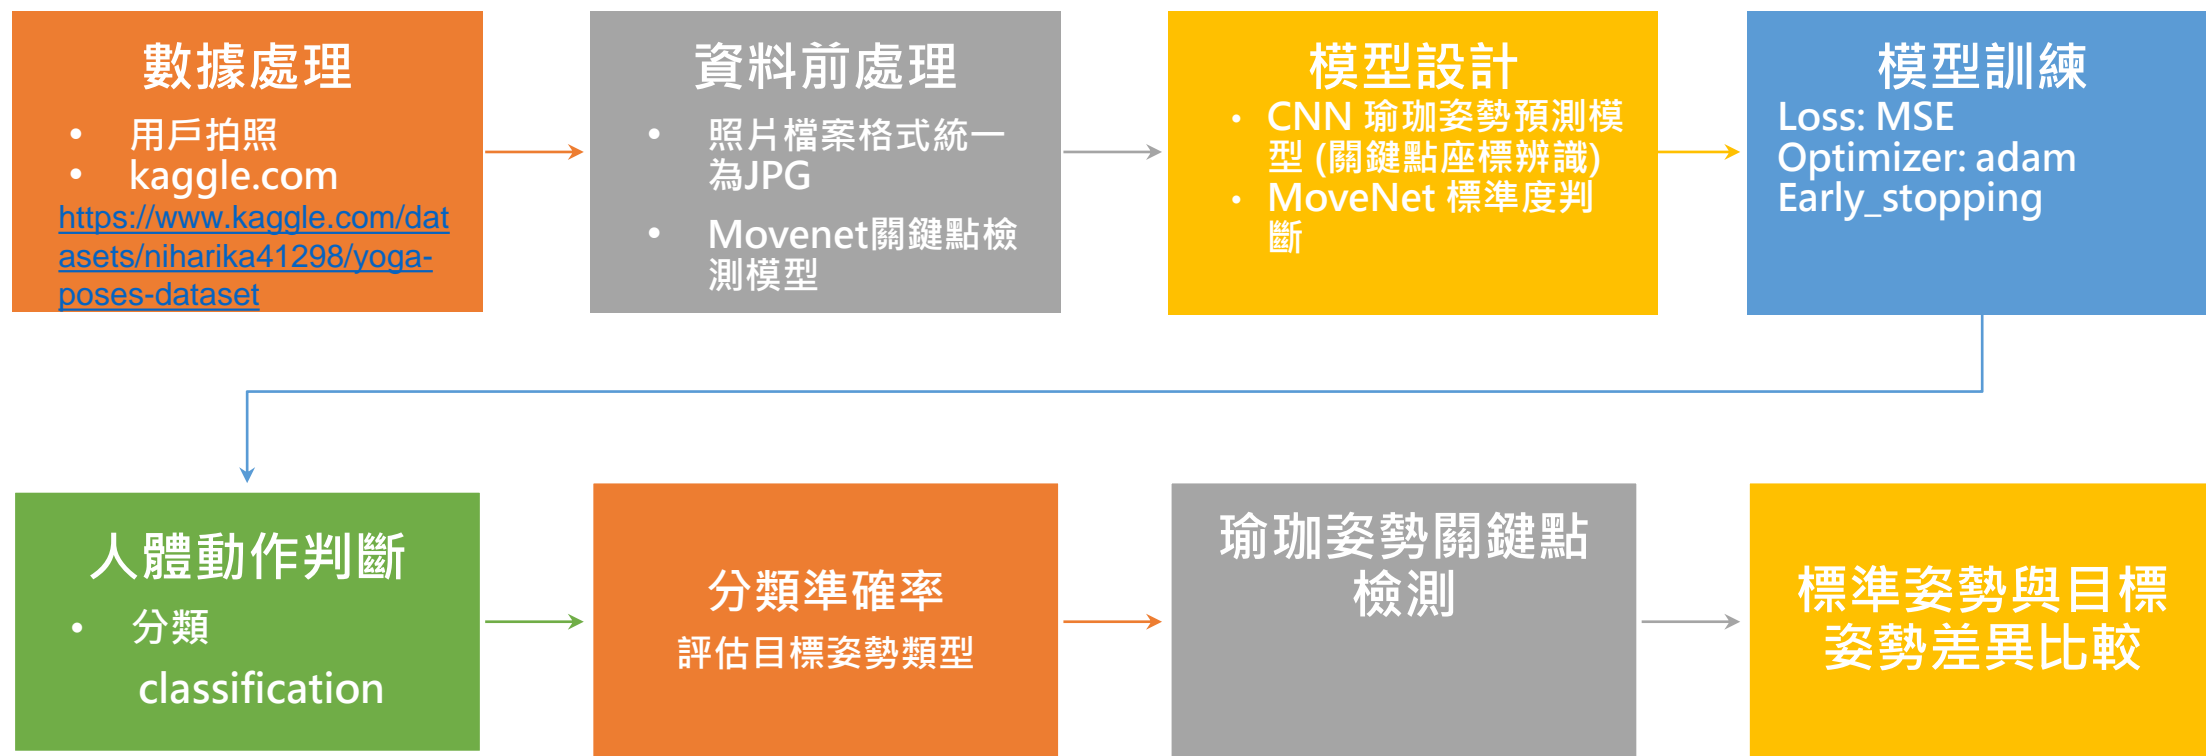 數據處理
• 用戶拍照
• kaggle.com
https://www.kaggle.com/dat
asets/niharika41298/yoga-
poses-dataset
資料前處理
• 照片檔案格式統一
為JPG
• Movenet關鍵點檢
測模型
模型設計
• CNN 瑜珈姿勢預測模
型 (關鍵點座標辨識)
• MoveNet 標準度判
斷
模型訓練
Loss: MSE
Optimizer: adam
Early_stopping
人體動作判斷
• 分類
classification
分類準確率
評估目標姿勢類型
瑜珈姿勢關鍵點
檢測
標準姿勢與目標
姿勢差異比較